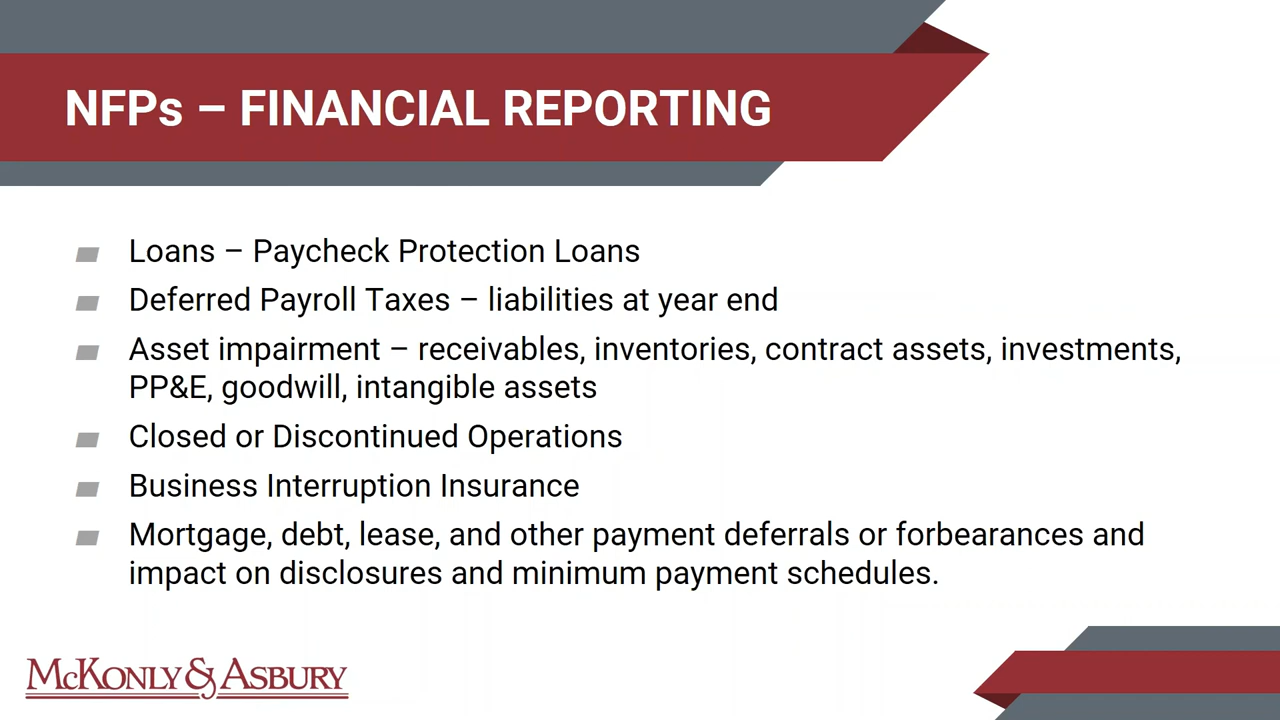 NFPs – FINANCIAL REPORTING
Loans – Paycheck Protection Loans
Deferred Payroll Taxes – liabilities at year end
Asset impairment – receivables, inventories, contract assets, investments,
PP&E, goodwill, intangible assets
Closed or Discontinued Operations
Business Interruption Insurance
Mortgage, debt, lease, and other payment deferrals or forbearances and
impact on disclosures and minimum payment schedules.
McKonly & Asbury